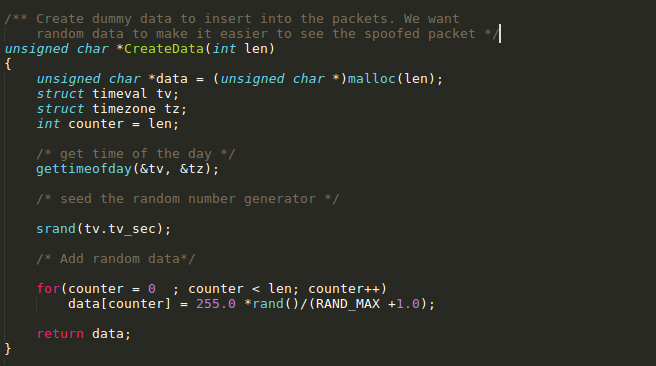 /** Create dummy data to insert into the packets. We want
    random data to make it easier to see the spoofed packet */
unsigned char *CreateData(int len)
{
    unsigned char *data = (unsigned char *)malloc(len);
    struct timeval tv;
    struct timezone tz;
    int counter = len;

    /* get time of the day */
    gettimeofday(&tv, &tz);

    /* seed the random number generator */

    srand(tv.tv_sec);

    /* Add random data*/

    for(counter = 0  ; counter < len; counter++)
        data[counter] = 255.0 *rand()/(RAND_MAX +1.0);

    return data;
}